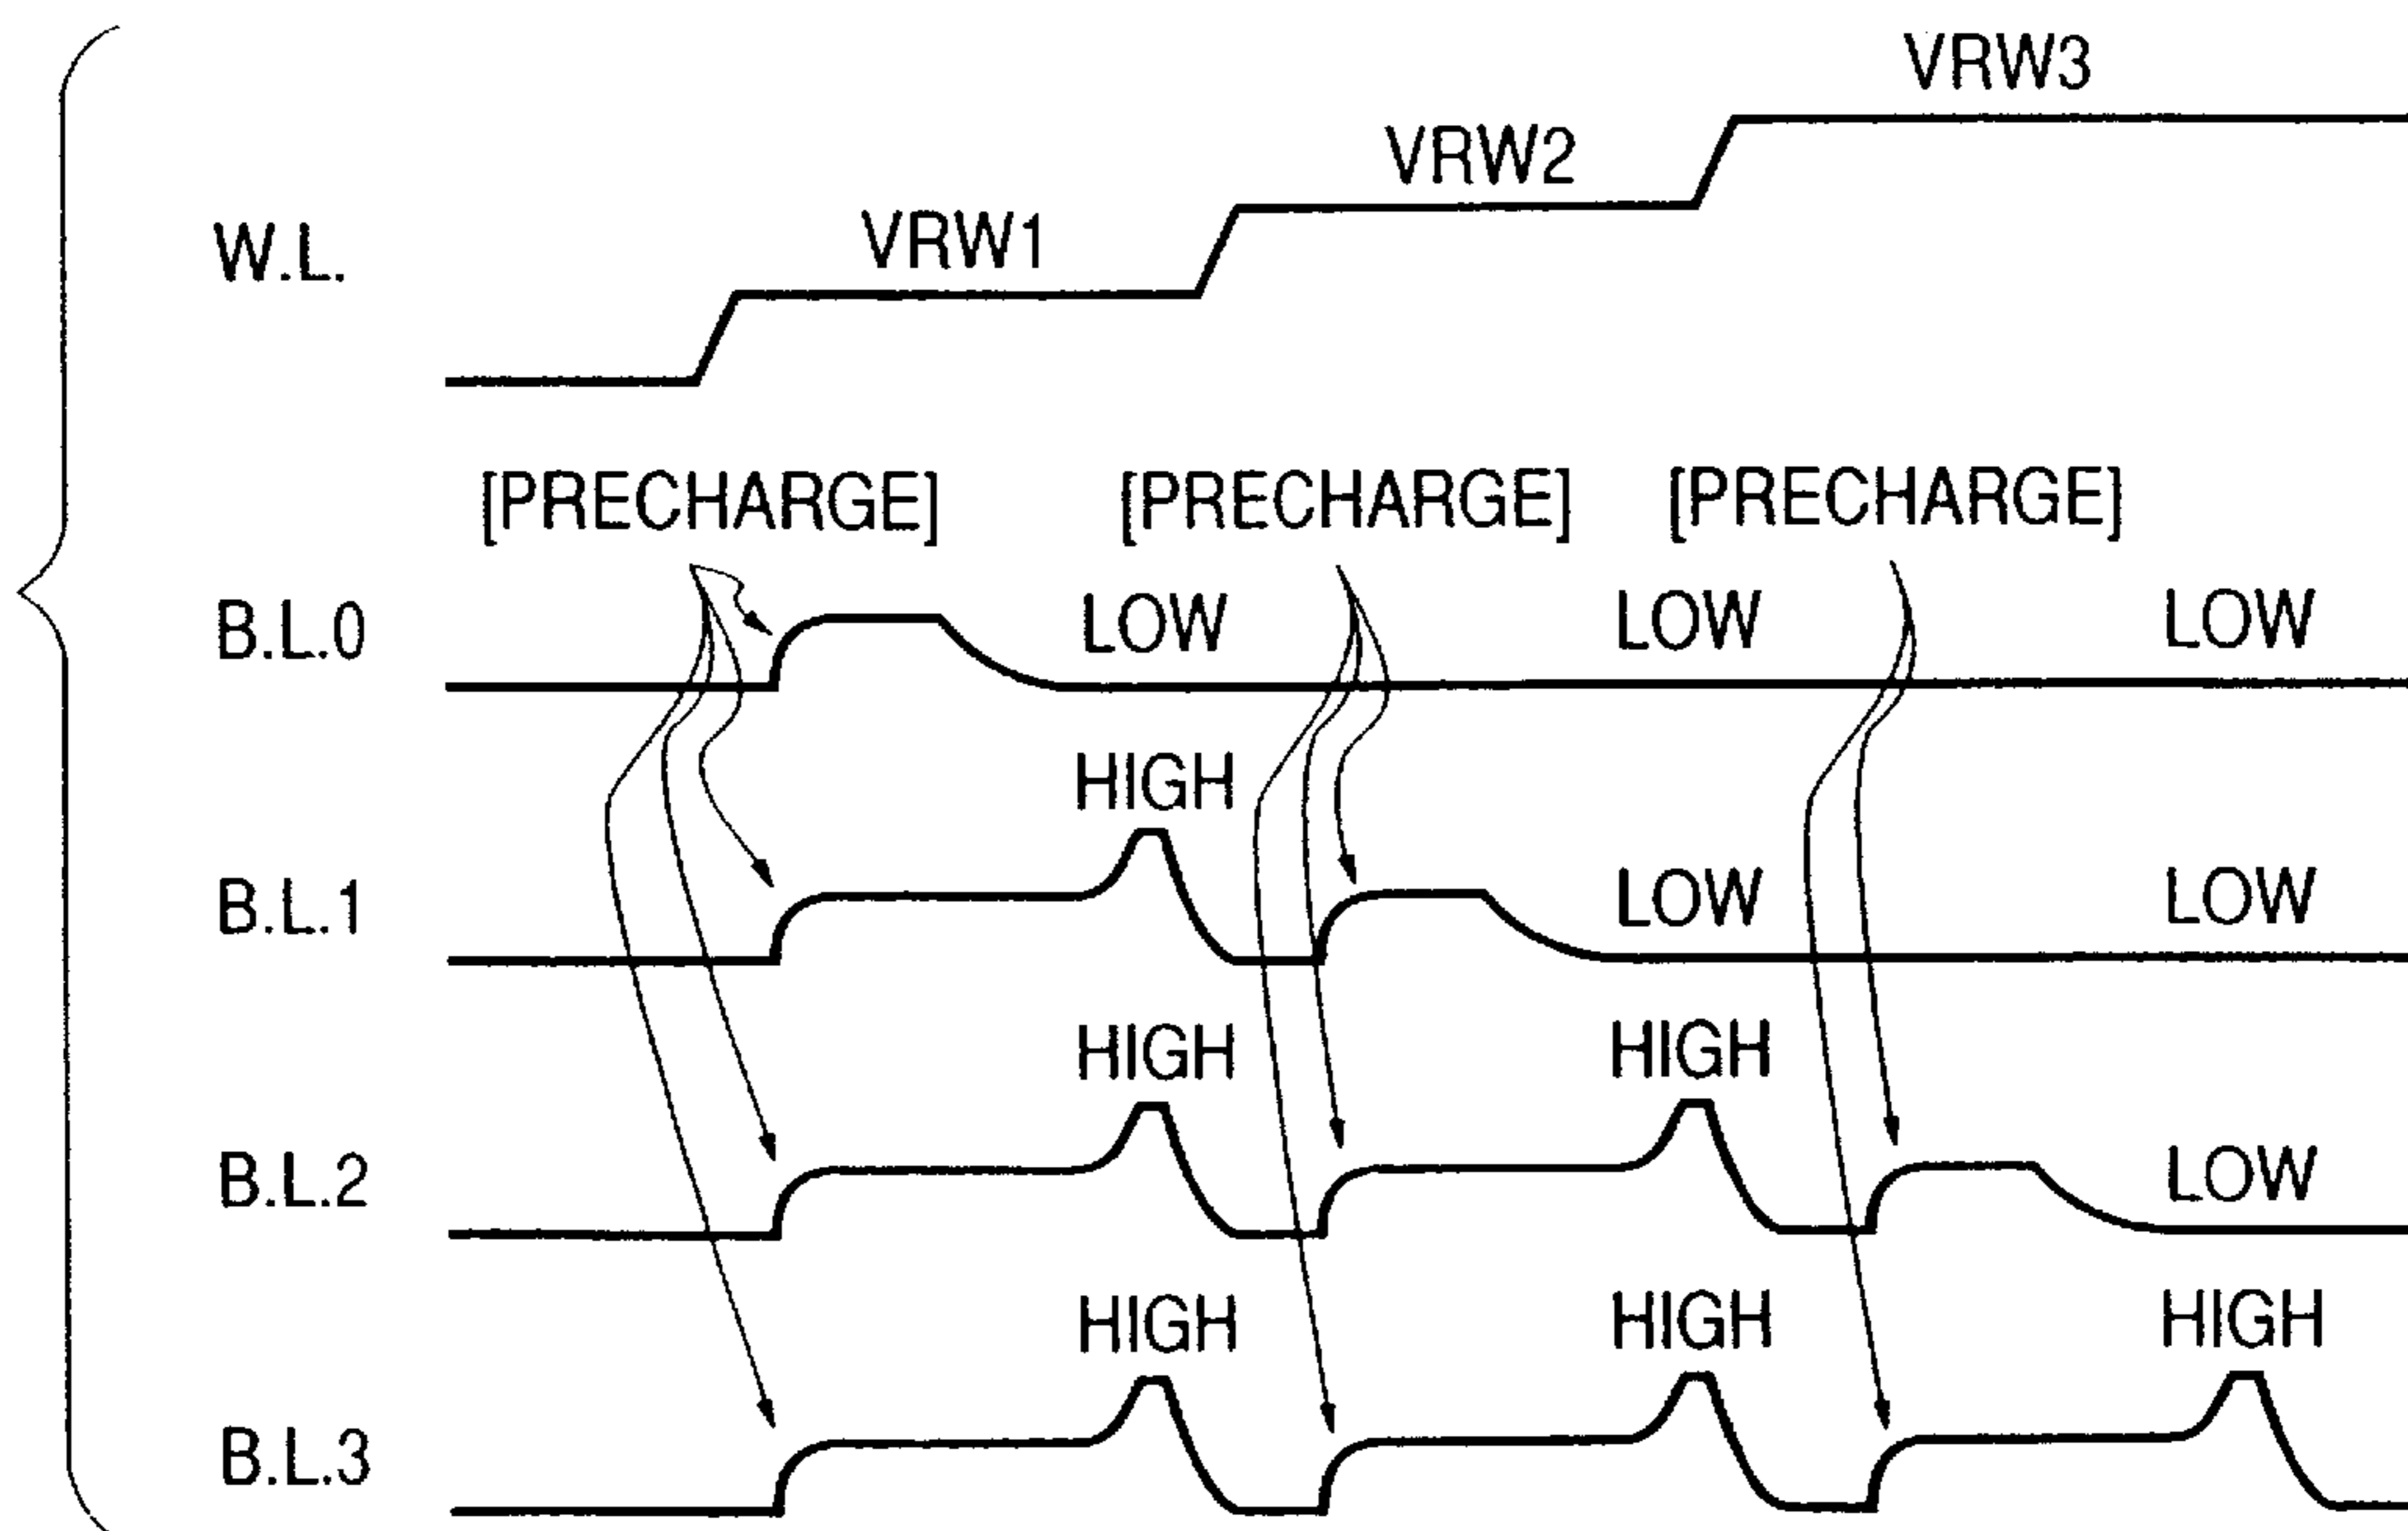 VRW3
VRW2
VRW1
W.L.
[PRECHARGE] [PRECHARGE] [PRECHARGE]
B.L.0 LOW LOW LOW
HIGH
B.L.1 LOW LOW
HIGH HIGH
B.L.2 LOW
HIGH HIGH HIGH
B.L.3